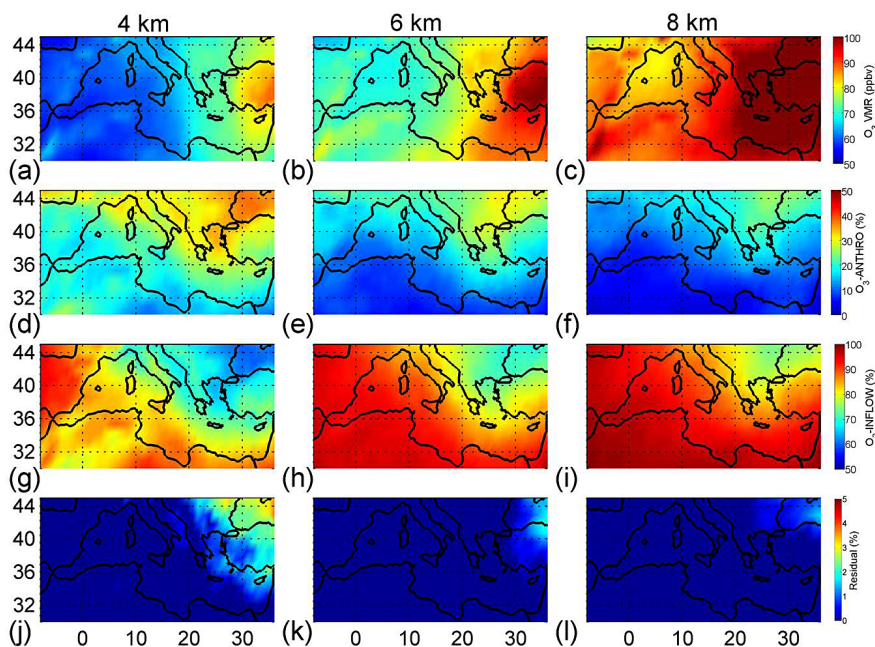 4 km 6 km 8 km
44 40 36 32
100 90 80 70 60 50
O3 VMR (ppbv)
(a) (b) (c)
44 40 36 32
50 40 30 20 10 0
O3-ANTHRO (%)
(d) (e) (f)
44 40 36 32
100 90 80 70 60 50
O3-INFLOW (%)
(g) (h) (i)
44 40 36 32
5 4 3 2 1 0
Residual (%)
(j) (k) (l)
0 10 20 30 0 10 20 30 0 10 20 30